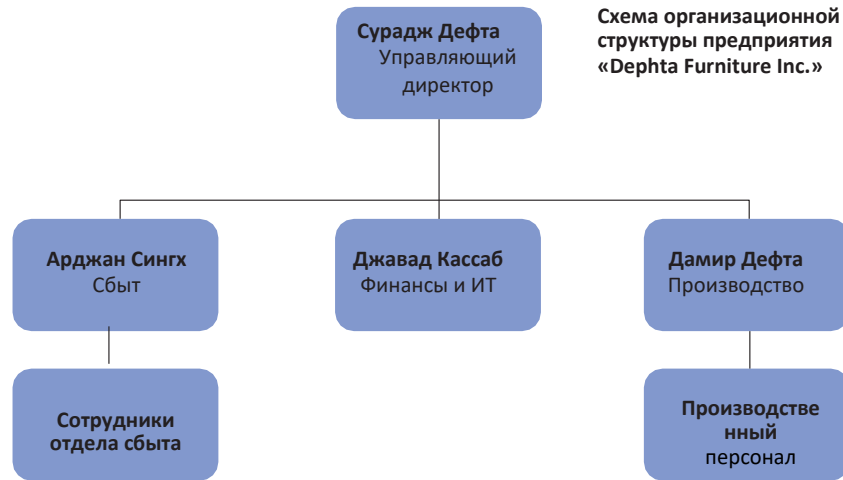 Схема организационной
структуры предприятия
«Dephta Furniture Inc.»
Сурадж Дефта
Управляющий
директор
Арджан Сингх
Сбыт
Джавад Кассаб
Финансы и ИТ
Дамир Дефта
Производство
Сотрудники
отдела сбыта
Производстве
нный
персонал